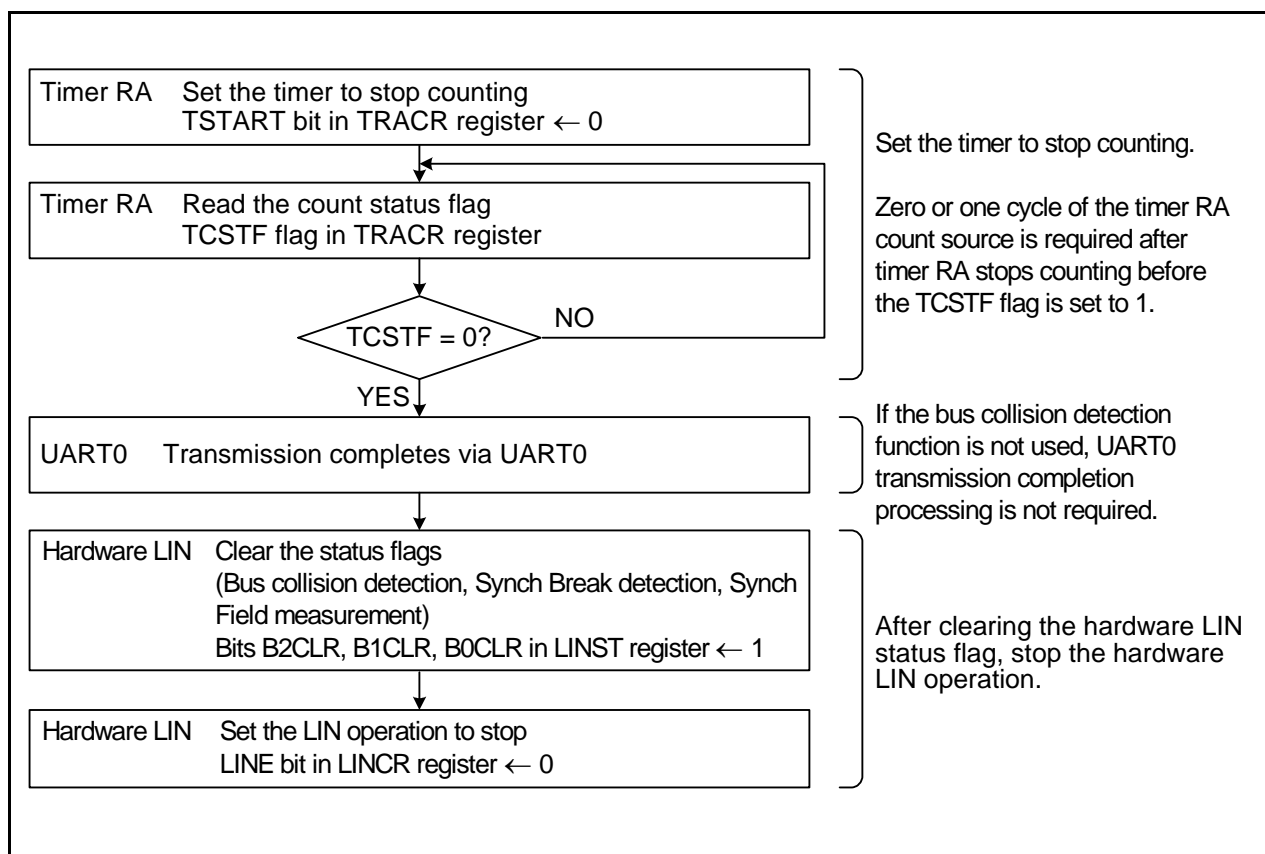 Timer RA Set the timer to stop counting
TSTART bit in TRACR register ← 0
Timer RA Read the count status flag
TCSTF flag in TRACR register
TCSTF = 0?
NO
YES
Set the timer to stop counting.
Zero or one cycle of the timer RA
count source is required after
timer RA stops counting before
the TCSTF flag is set to 1.
UART0 Transmission completes via UART0
If the bus collision detection
function is not used, UART0
transmission completion
processing is not required.
Hardware LIN Clear the status flags
(Bus collision detection, Synch Break detection, Synch
Field measurement)
Bits B2CLR, B1CLR, B0CLR in LINST register ← 1
Hardware LIN Set the LIN operation to stop
LINE bit in LINCR register ← 0
After clearing the hardware LIN
status flag, stop the hardware
LIN operation.